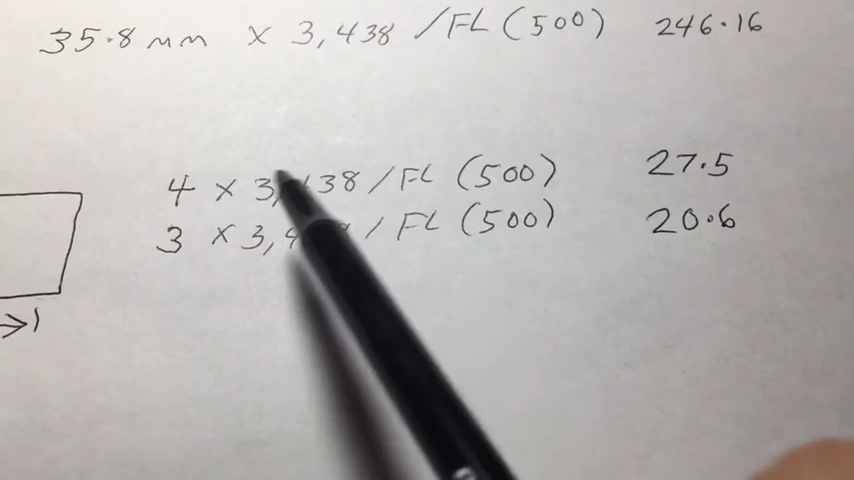 35.8 mm x 3,438 /FL (500) 246.16
4 x 3,438 / FL (500) 27.5
3 x 3,4 / FL (500) 20.6